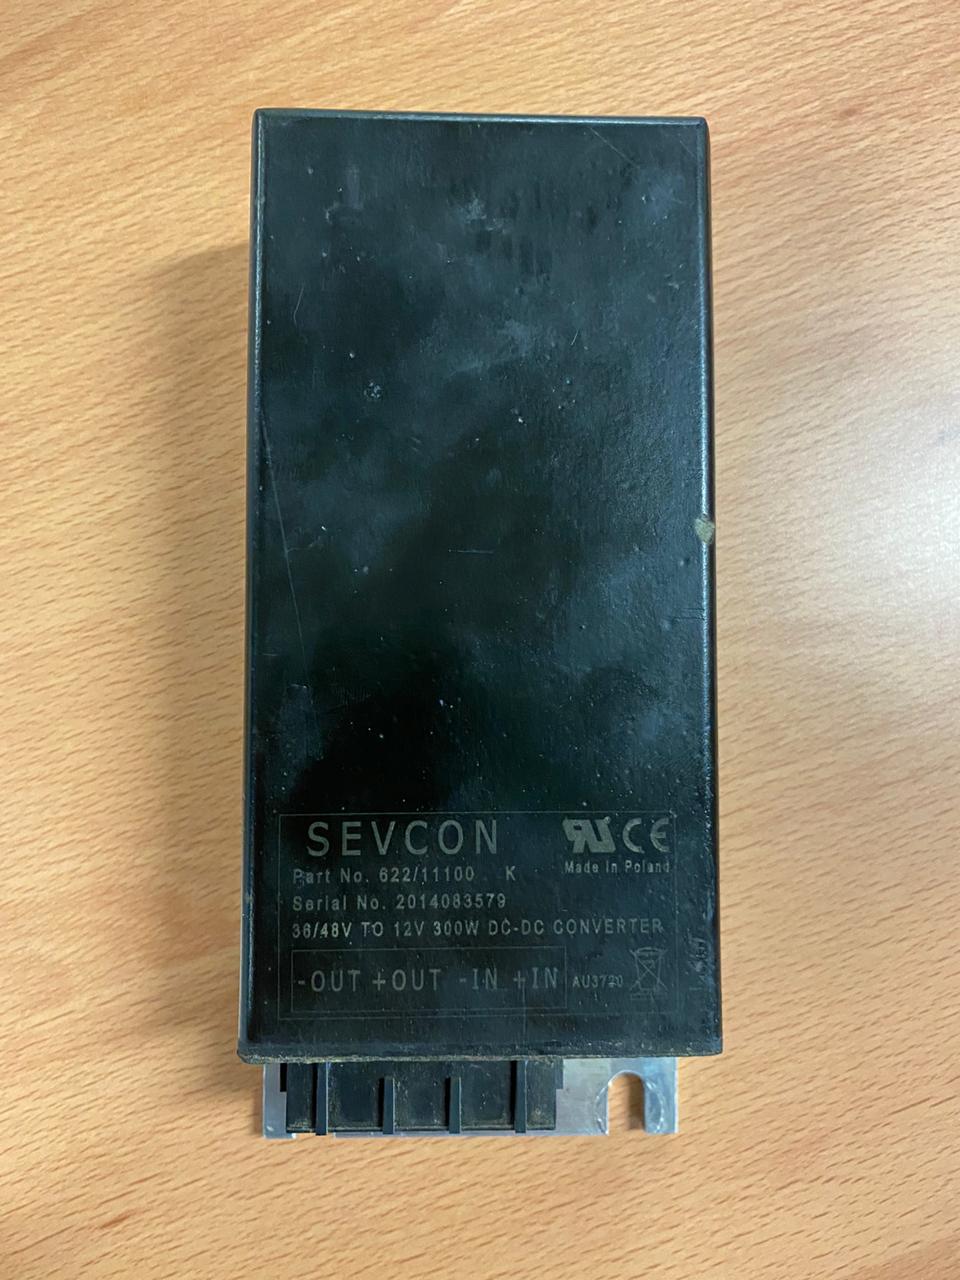 SEVCON
Part No. 622/11100 K
Made in Poland
Serial No. 2014083579
36/48V TO 12V 300W DC-DC CONVERTER
-OUT +OUT -IN +IN
AU3720